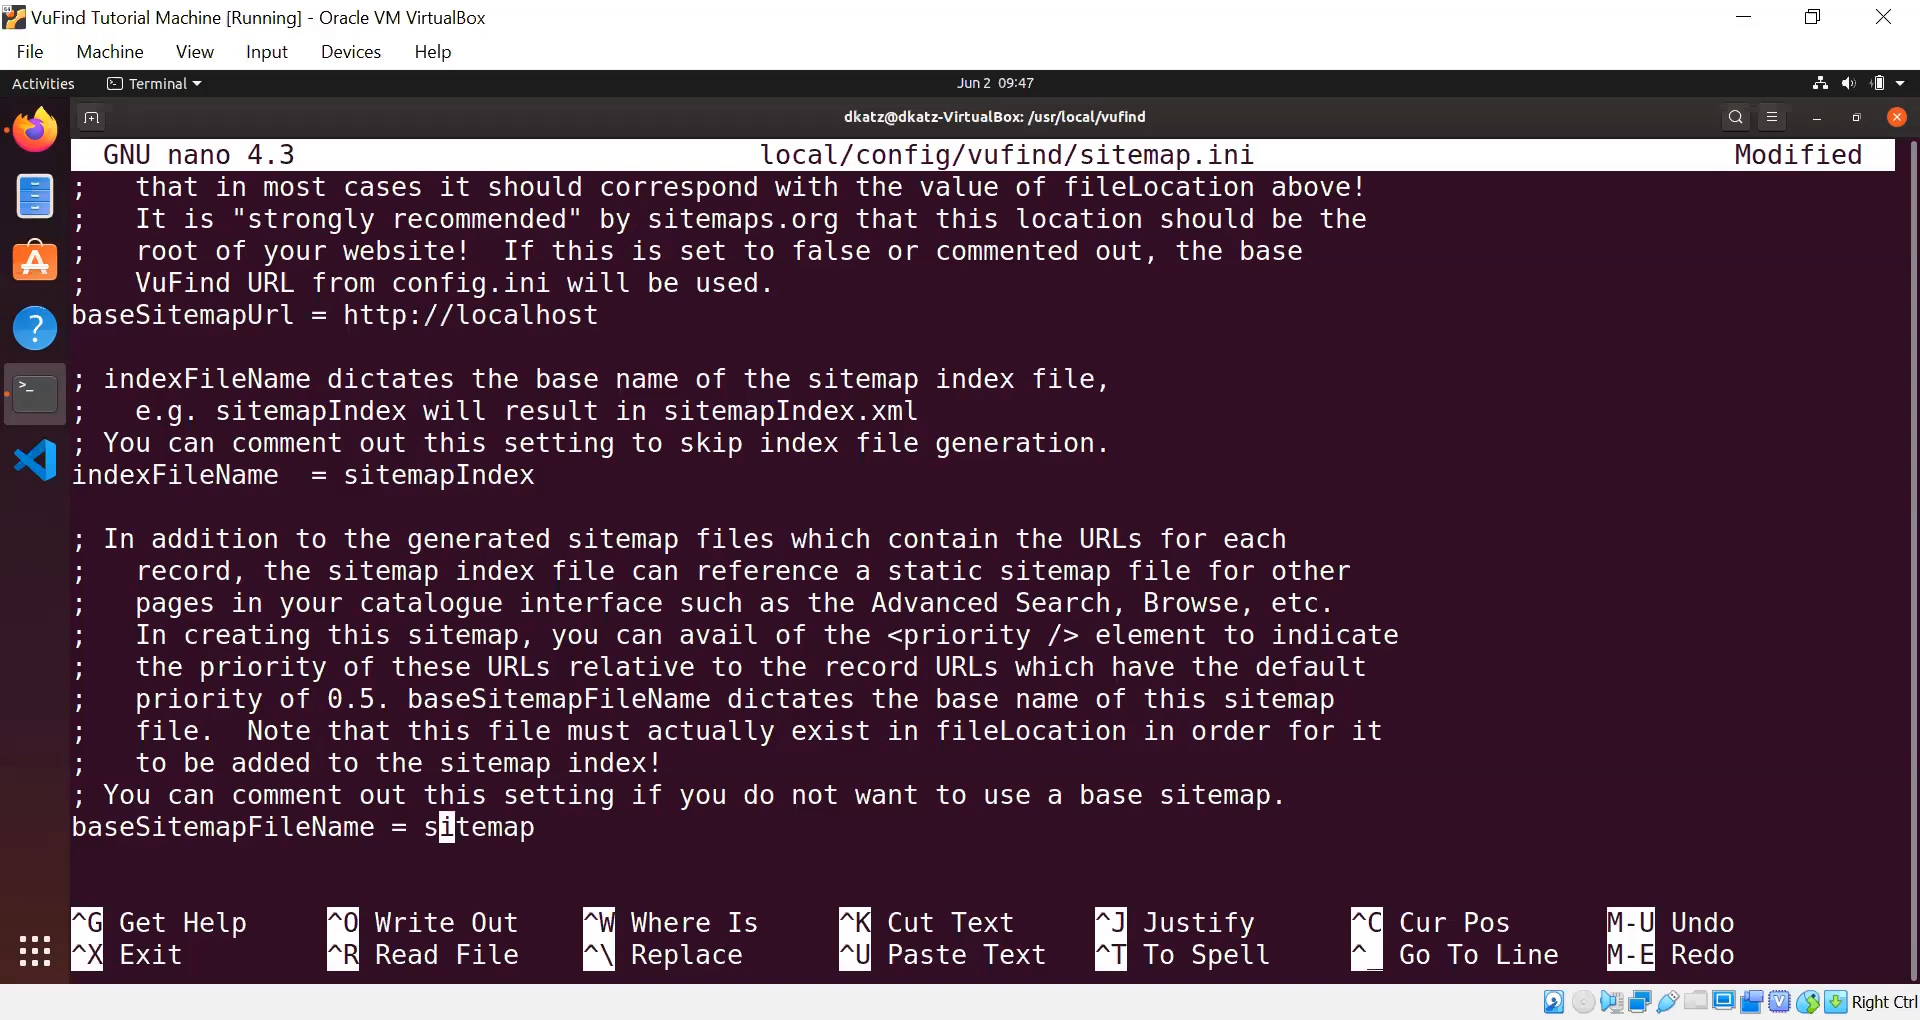 VuFind Tutorial Machine [Running] - Oracle VM VirtualBox
File Machine View Input Devices Help
Activities Terminal Jun 2 09:47
dkatz@dkatz-VirtualBox: /usr/local/vufind
GNU nano 4.3 local/config/vufind/sitemap.ini Modified
;   that in most cases it should correspond with the value of fileLocation above!
;   It is "strongly recommended" by sitemaps.org that this location should be the
;   root of your website!  If this is set to false or commented out, the base
;   VuFind URL from config.ini will be used.
baseSitemapUrl = http://localhost
; indexFileName dictates the base name of the sitemap index file,
;   e.g. sitemapIndex will result in sitemapIndex.xml
; You can comment out this setting to skip index file generation.
indexFileName  = sitemapIndex
; In addition to the generated sitemap files which contain the URLs for each
;   record, the sitemap index file can reference a static sitemap file for other
;   pages in your catalogue interface such as the Advanced Search, Browse, etc.
;   In creating this sitemap, you can avail of the <priority /> element to indicate
;   the priority of these URLs relative to the record URLs which have the default
;   priority of 0.5. baseSitemapFileName dictates the base name of this sitemap
;   file.  Note that this file must actually exist in fileLocation in order for it
;   to be added to the sitemap index!
; You can comment out this setting if you do not want to use a base sitemap.
baseSitemapFileName = sitemap
^G Get Help ^O Write Out ^W Where Is ^K Cut Text ^J Justify ^C Cur Pos M-U Undo
^X Exit ^R Read File ^\ Replace ^U Paste Text ^T To Spell ^_ Go To Line M-E Redo
Right Ctrl